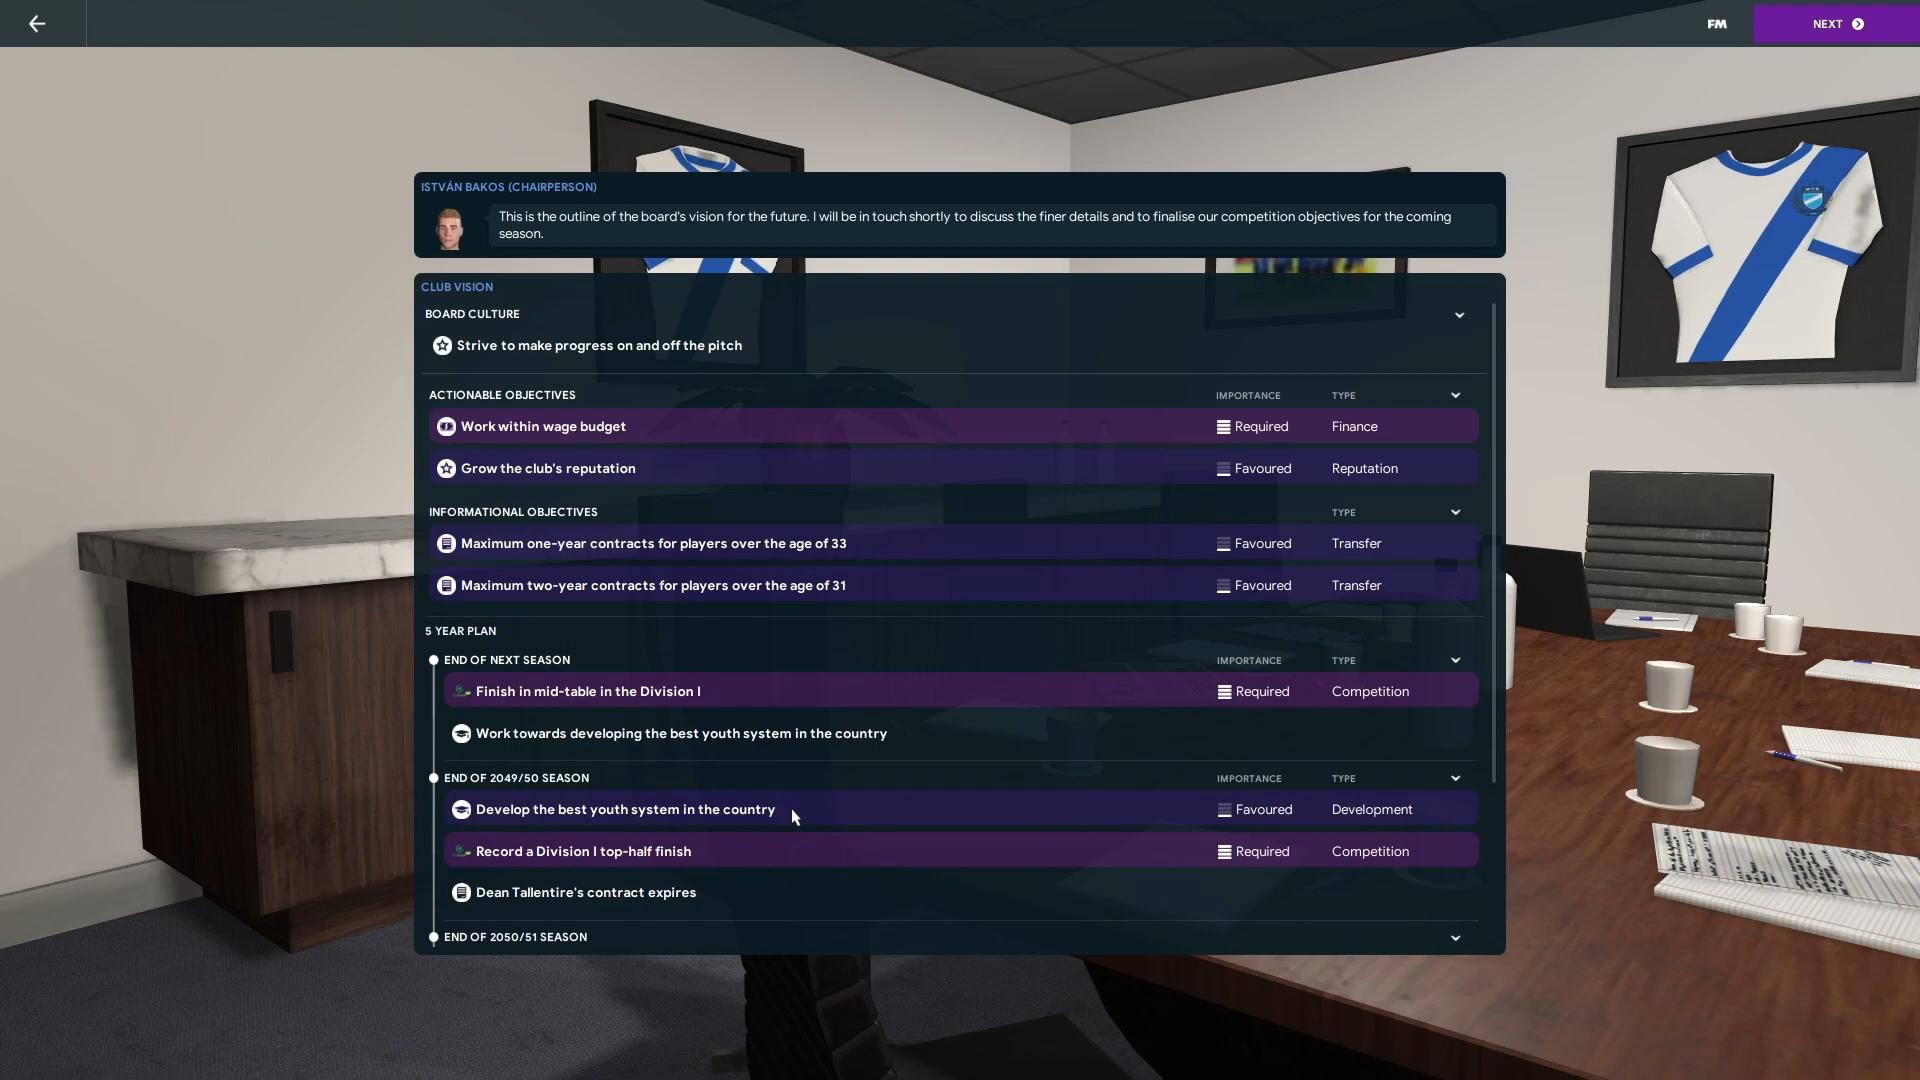 FM
NEXT
ISTVÁN BAKOS (CHAIRPERSON)
This is the outline of the board's vision for the future. I will be in touch shortly to discuss the finer details and to finalise our competition objectives for the coming
season.
CLUB VISION
BOARD CULTURE
Strive to make progress on and off the pitch
ACTIONABLE OBJECTIVES IMPORTANCE TYPE
Work within wage budget Required Finance
Grow the club's reputation Favoured Reputation
INFORMATIONAL OBJECTIVES TYPE
Maximum one-year contracts for players over the age of 33 Favoured Transfer
Maximum two-year contracts for players over the age of 31 Favoured Transfer
5 YEAR PLAN
END OF NEXT SEASON IMPORTANCE TYPE
Finish in mid-table in the Division I Required Competition
Work towards developing the best youth system in the country
END OF 2049/50 SEASON IMPORTANCE TYPE
Develop the best youth system in the country Favoured Development
Record a Division I top-half finish Required Competition
Dean Tallentire's contract expires
END OF 2050/51 SEASON